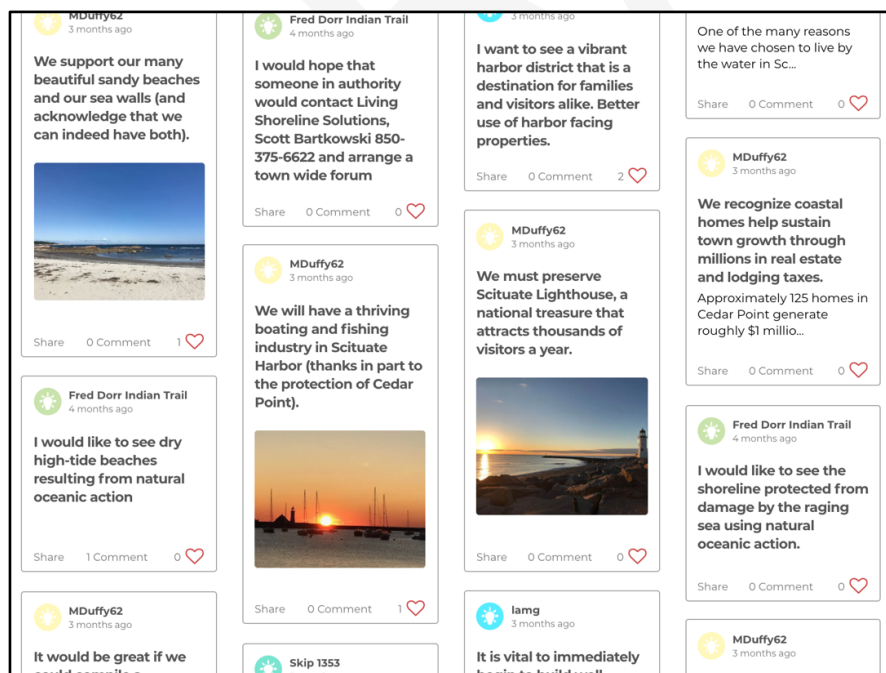 MDuffy62
3 months ago
We support our many
beautiful sandy beaches
and our sea walls (and
acknowledge that we
can indeed have both).
Share 0 Comment 1
Fred Dorr Indian Trail
4 months ago
I would like to see dry
high-tide beaches
resulting from natural
oceanic action
Share 1 Comment 0
MDuffy62
3 months ago
It would be great if we
could compile a
Fred Dorr Indian Trail
4 months ago
I would hope that
someone in authority
would contact Living
Shoreline Solutions,
Scott Bartkowski 850-
375-6622 and arrange a
town wide forum
Share 0 Comment 0
MDuffy62
3 months ago
We will have a thriving
boating and fishing
industry in Scituate
Harbor (thanks in part to
the protection of Cedar
Point).
Share 0 Comment 1
Skip 1353
3 months ago
I want to see a vibrant
harbor district that is a
destination for families
and visitors alike. Better
use of harbor facing
properties.
Share 0 Comment 2
MDuffy62
3 months ago
We must preserve
Scituate Lighthouse, a
national treasure that
attracts thousands of
visitors a year.
Share 0 Comment 0
lamg
3 months ago
It is vital to immediately
begin to build wall
One of the many reasons
we have chosen to live by
the water in Sc...
Share 0 Comment 0
MDuffy62
3 months ago
We recognize coastal
homes help sustain
town growth through
millions in real estate
and lodging taxes.
Approximately 125 homes in
Cedar Point generate
roughly $1 millio...
Share 0 Comment 0
Fred Dorr Indian Trail
4 months ago
I would like to see the
shoreline protected from
damage by the raging
sea using natural
oceanic action.
Share 0 Comment 0
MDuffy62
3 months ago